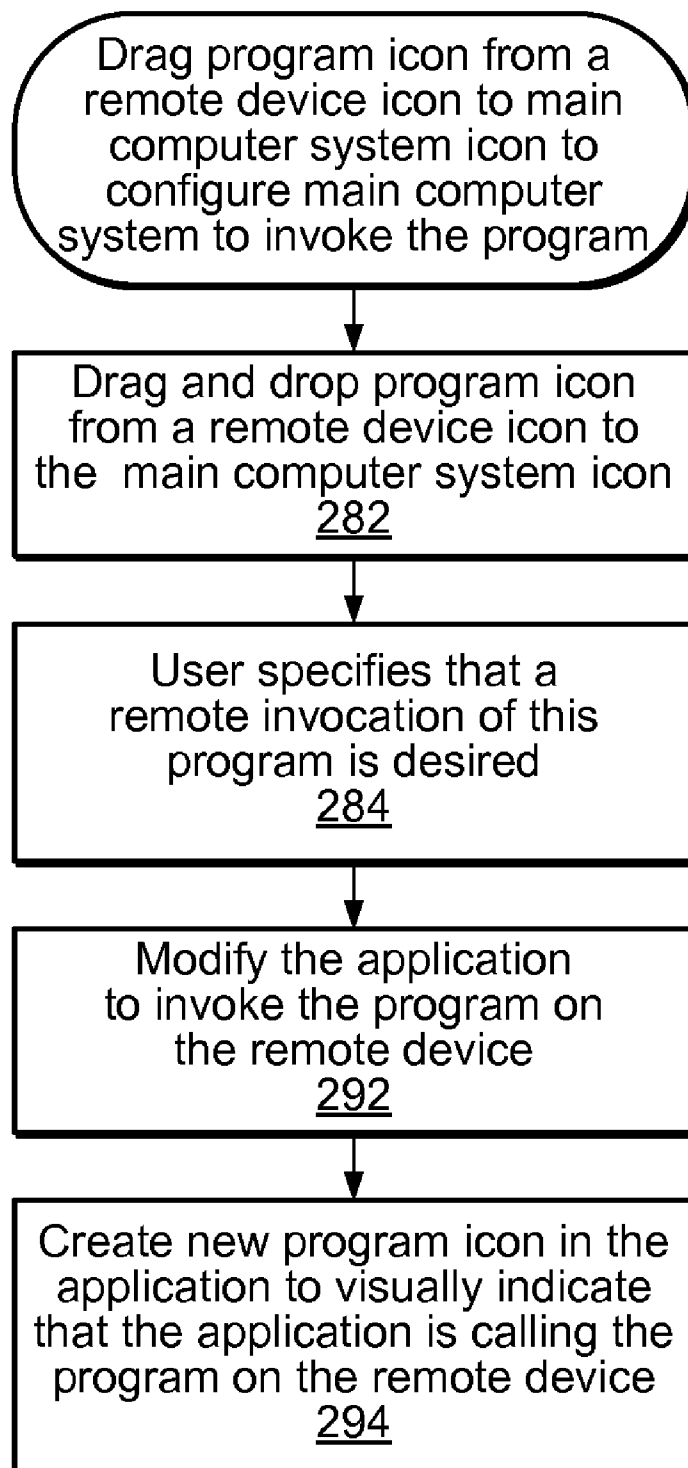 Drag program icon from a
remote device icon to main
computer system icon to
configure main computer
system to invoke the program
Drag and drop program icon
from a remote device icon to
the main computer system icon
282
User specifies that a
remote invocation of this
program is desired
284
Modify the application
to invoke the program on
the remote device
292
Create new program icon in the
application to visually indicate
that the application is calling the
program on the remote device
294